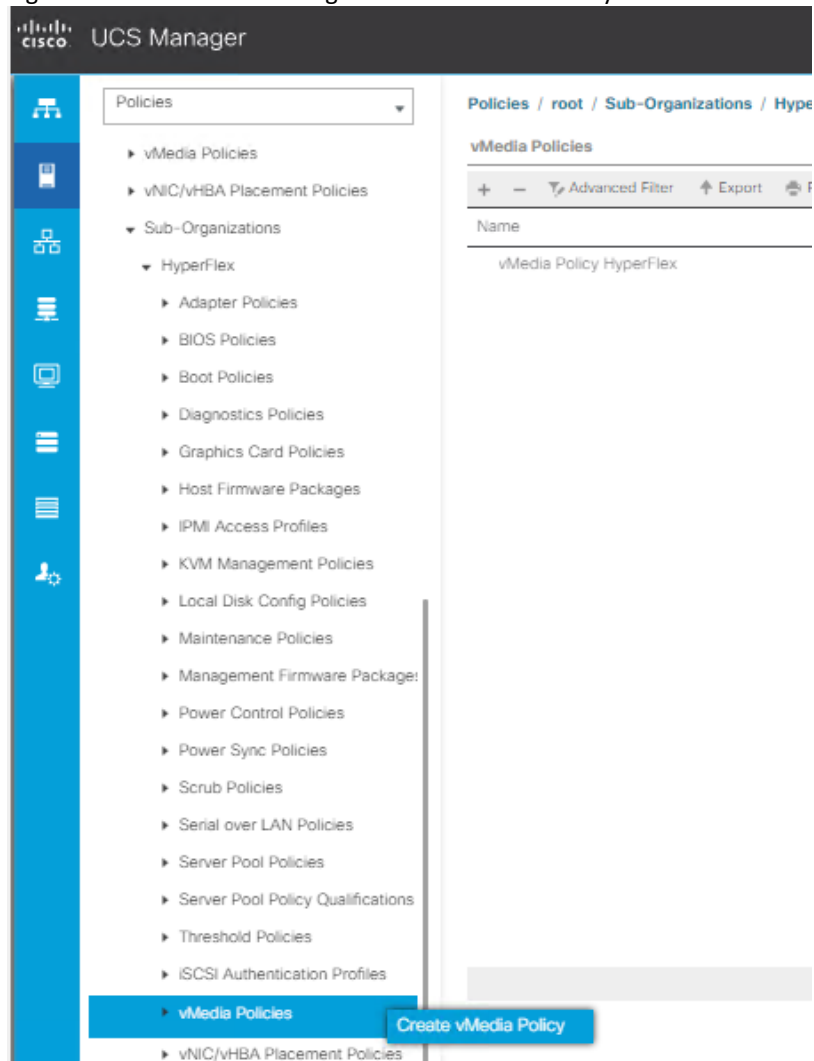 cisco UCS Manager
Policies
Policies / root / Sub-Organizations / Hype
vMedia Policies
vNIC/vHBA Placement Policies
Sub-Organizations
HyperFlex
Adapter Policies
BIOS Policies
Boot Policies
Diagnostics Policies
Graphics Card Policies
Host Firmware Packages
IPMI Access Profiles
KVM Management Policies
Local Disk Config Policies
Maintenance Policies
Management Firmware Package
Power Control Policies
Power Sync Policies
Scrub Policies
Serial over LAN Policies
Server Pool Policies
Server Pool Policy Qualifications
Threshold Policies
iSCSI Authentication Profiles
vMedia Policies
Create vMedia Policy
vNIC/vHBA Placement Policies
vMedia Policies
+ − Advanced Filter Export
Name
vMedia Policy HyperFlex